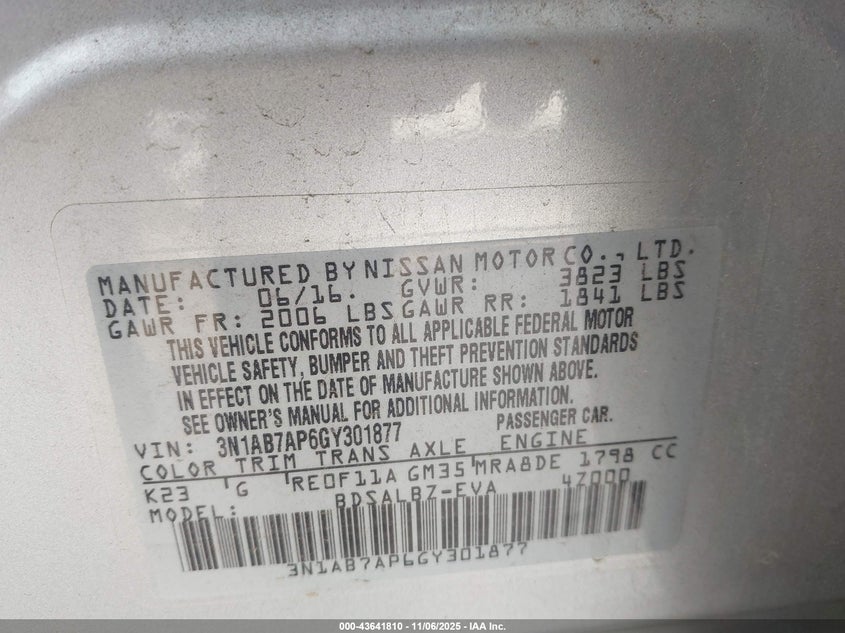 MANUFACTURED BY NISSAN MOTOR CO., LTD.
DATE: 06/16. GVWR: 3823 LBS
GAWR FR: 2006 LBS GAWR RR: 1841 LBS
THIS VEHICLE CONFORMS TO ALL APPLICABLE FEDERAL MOTOR
VEHICLE SAFETY, BUMPER AND THEFT PREVENTION STANDARDS
IN EFFECT ON THE DATE OF MANUFACTURE SHOWN ABOVE.
SEE OWNER'S MANUAL FOR ADDITIONAL INFORMATION.
VIN: 3N1AB7AP6GY301877 PASSENGER CAR.
COLOR TRIM TRANS AXLE ENGINE
K23 G RE0F11A GM35 MRA8DE 1798 CC
MODEL: BDSALBZ-EVA 47000
3N1AB7AP6GY301877
000-43641810 - 11/06/2025 - IAA Inc.